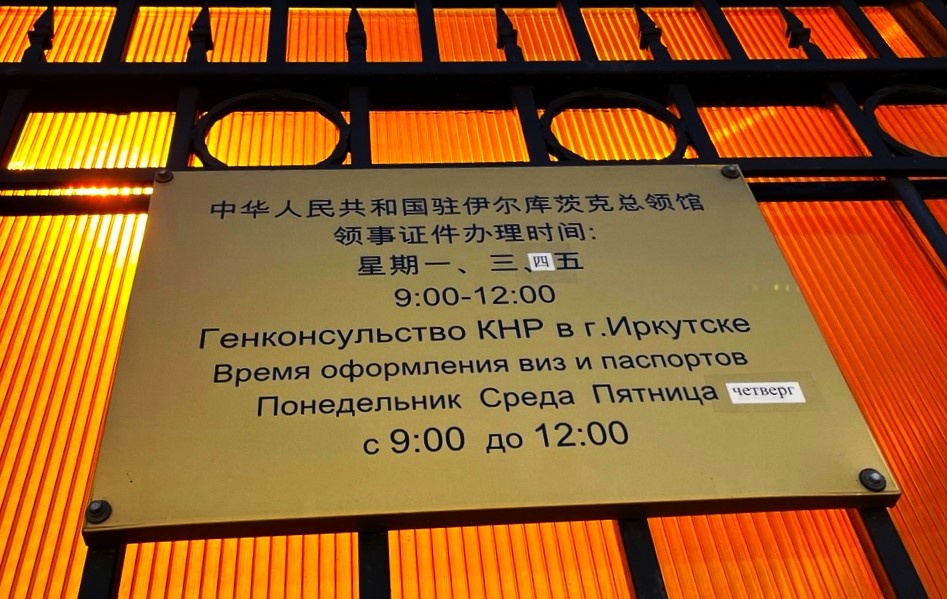 中华人民共和国驻伊尔库茨克总领馆
领事证件办理时间:
星期一、三、四五
9:00-12:00
Генконсульство КНР в г.Иркутске
Время оформления виз и паспортов
Понедельник Среда Пятница четверг
с 9:00 до 12:00